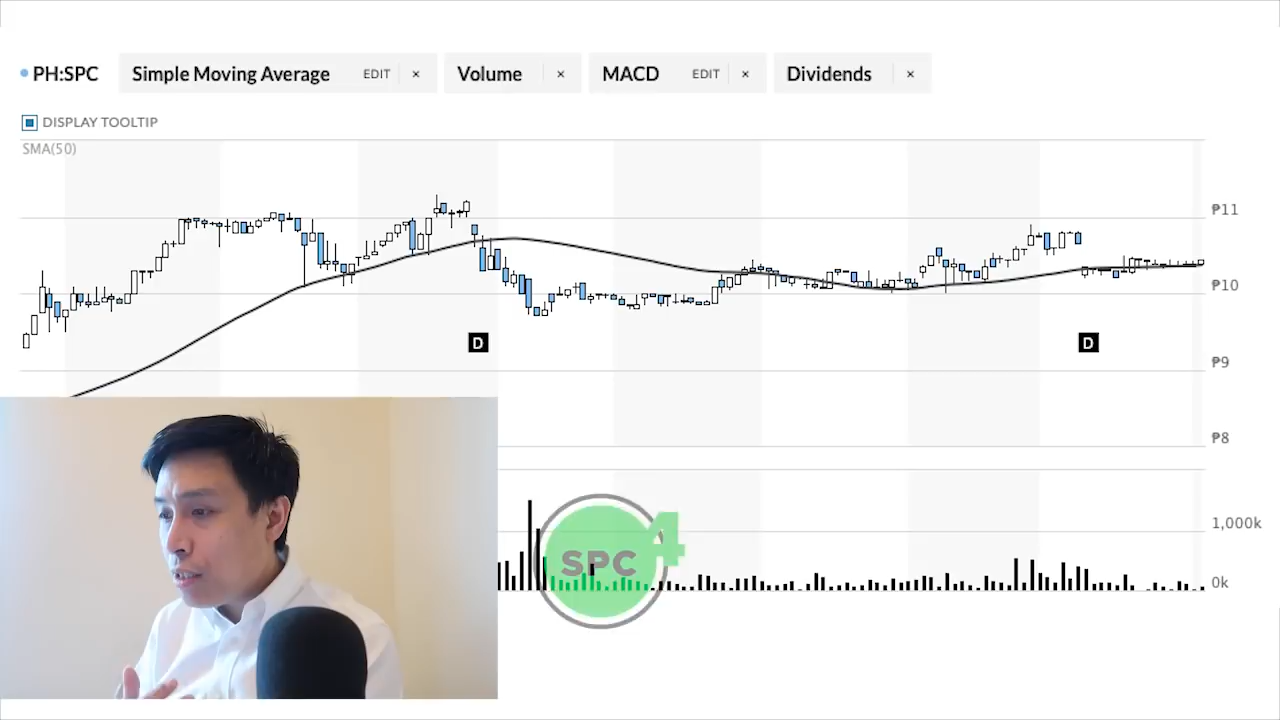 PH:SPC Simple Moving Average EDIT × Volume × MACD EDIT × Dividends ×
DISPLAY TOOLTIP
SMA(50)
₱11
₱10
D D
₱9
₱8
1,000k
4
SPC
0k